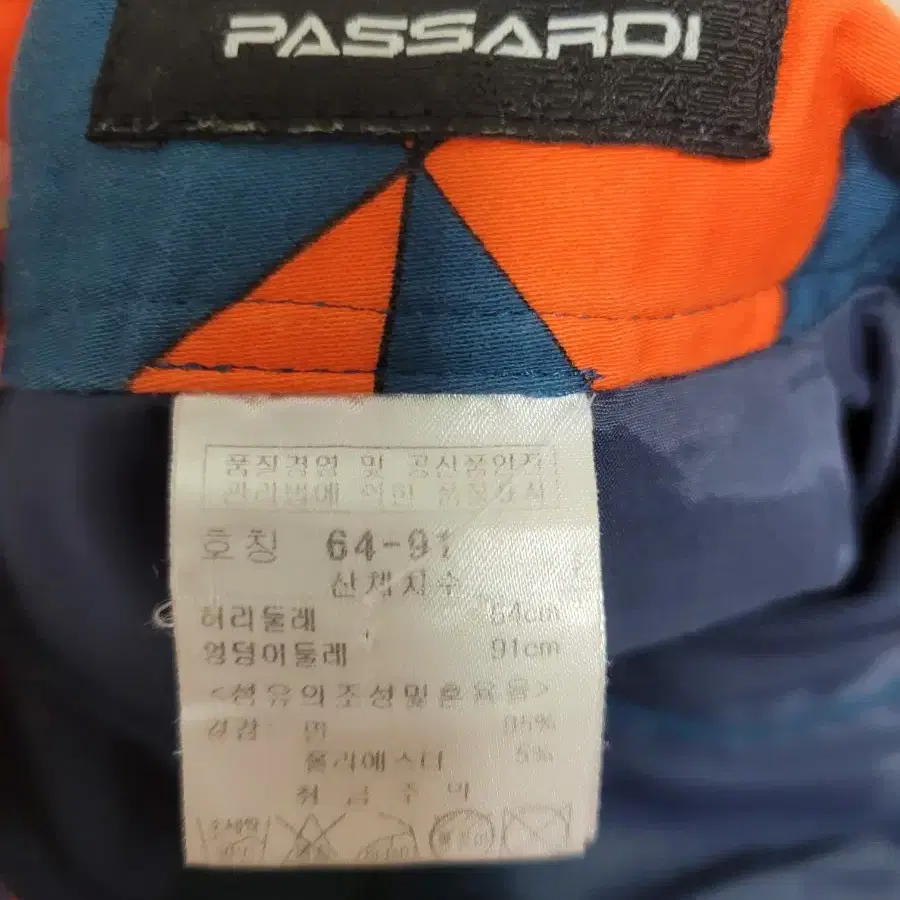 PASSARDI
품질경영 및 공산품안전
관리법에 의한 품질표시
호칭 64-91
신체치수
허리둘레 64cm
엉덩이둘레 91cm
<섬유의조성및혼용율>
겉감 면 95%
폴리에스터 5%
취급주의